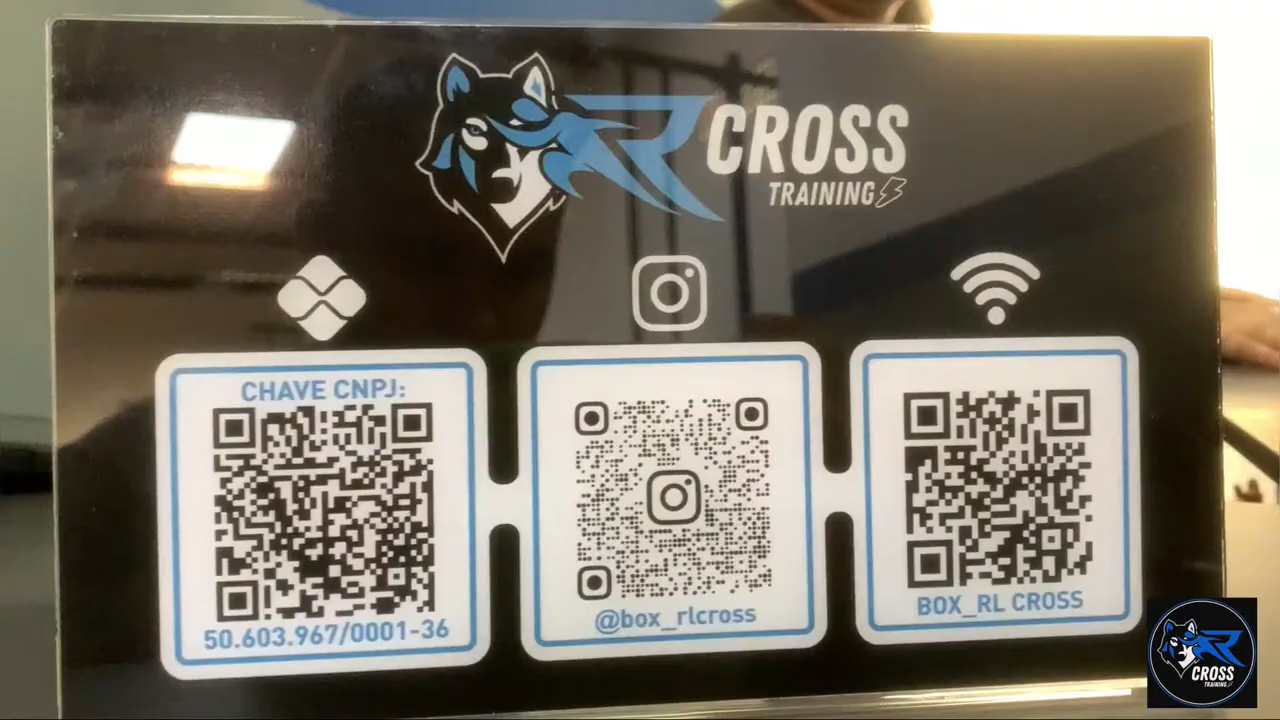 R CROSS
TRAINING
CHAVE CNPJ:
50.603.967/0001-36
@box_rlcross
BOX_RL CROSS
R CROSS
TRAINING